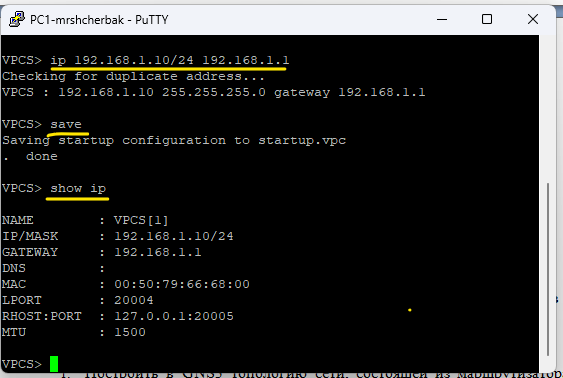 PC1-mrshcherbak - PuTTY
VPCS> ip 192.168.1.10/24 192.168.1.1
Checking for duplicate address...
VPCS : 192.168.1.10 255.255.255.0 gateway 192.168.1.1
VPCS> save
Saving startup configuration to startup.vpc
.  done
VPCS> show ip
NAME        : VPCS[1]
IP/MASK     : 192.168.1.10/24
GATEWAY     : 192.168.1.1
DNS         :
MAC         : 00:50:79:66:68:00
LPORT       : 20004
RHOST:PORT  : 127.0.0.1:20005
MTU         : 1500
VPCS>
в
1. Построить в GNS3 топологию сети, состоящей из маршрутизатора